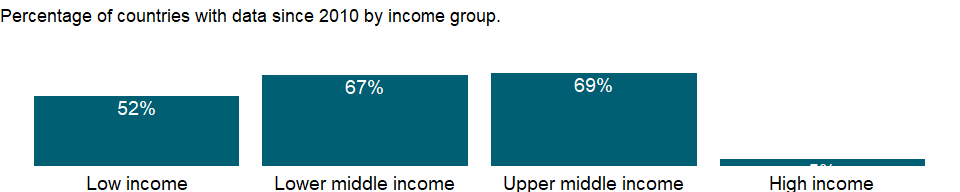 Percentage of countries with data since 2010 by income group.
52%
67%
69%
Low income
Lower middle income
Upper middle income
High income